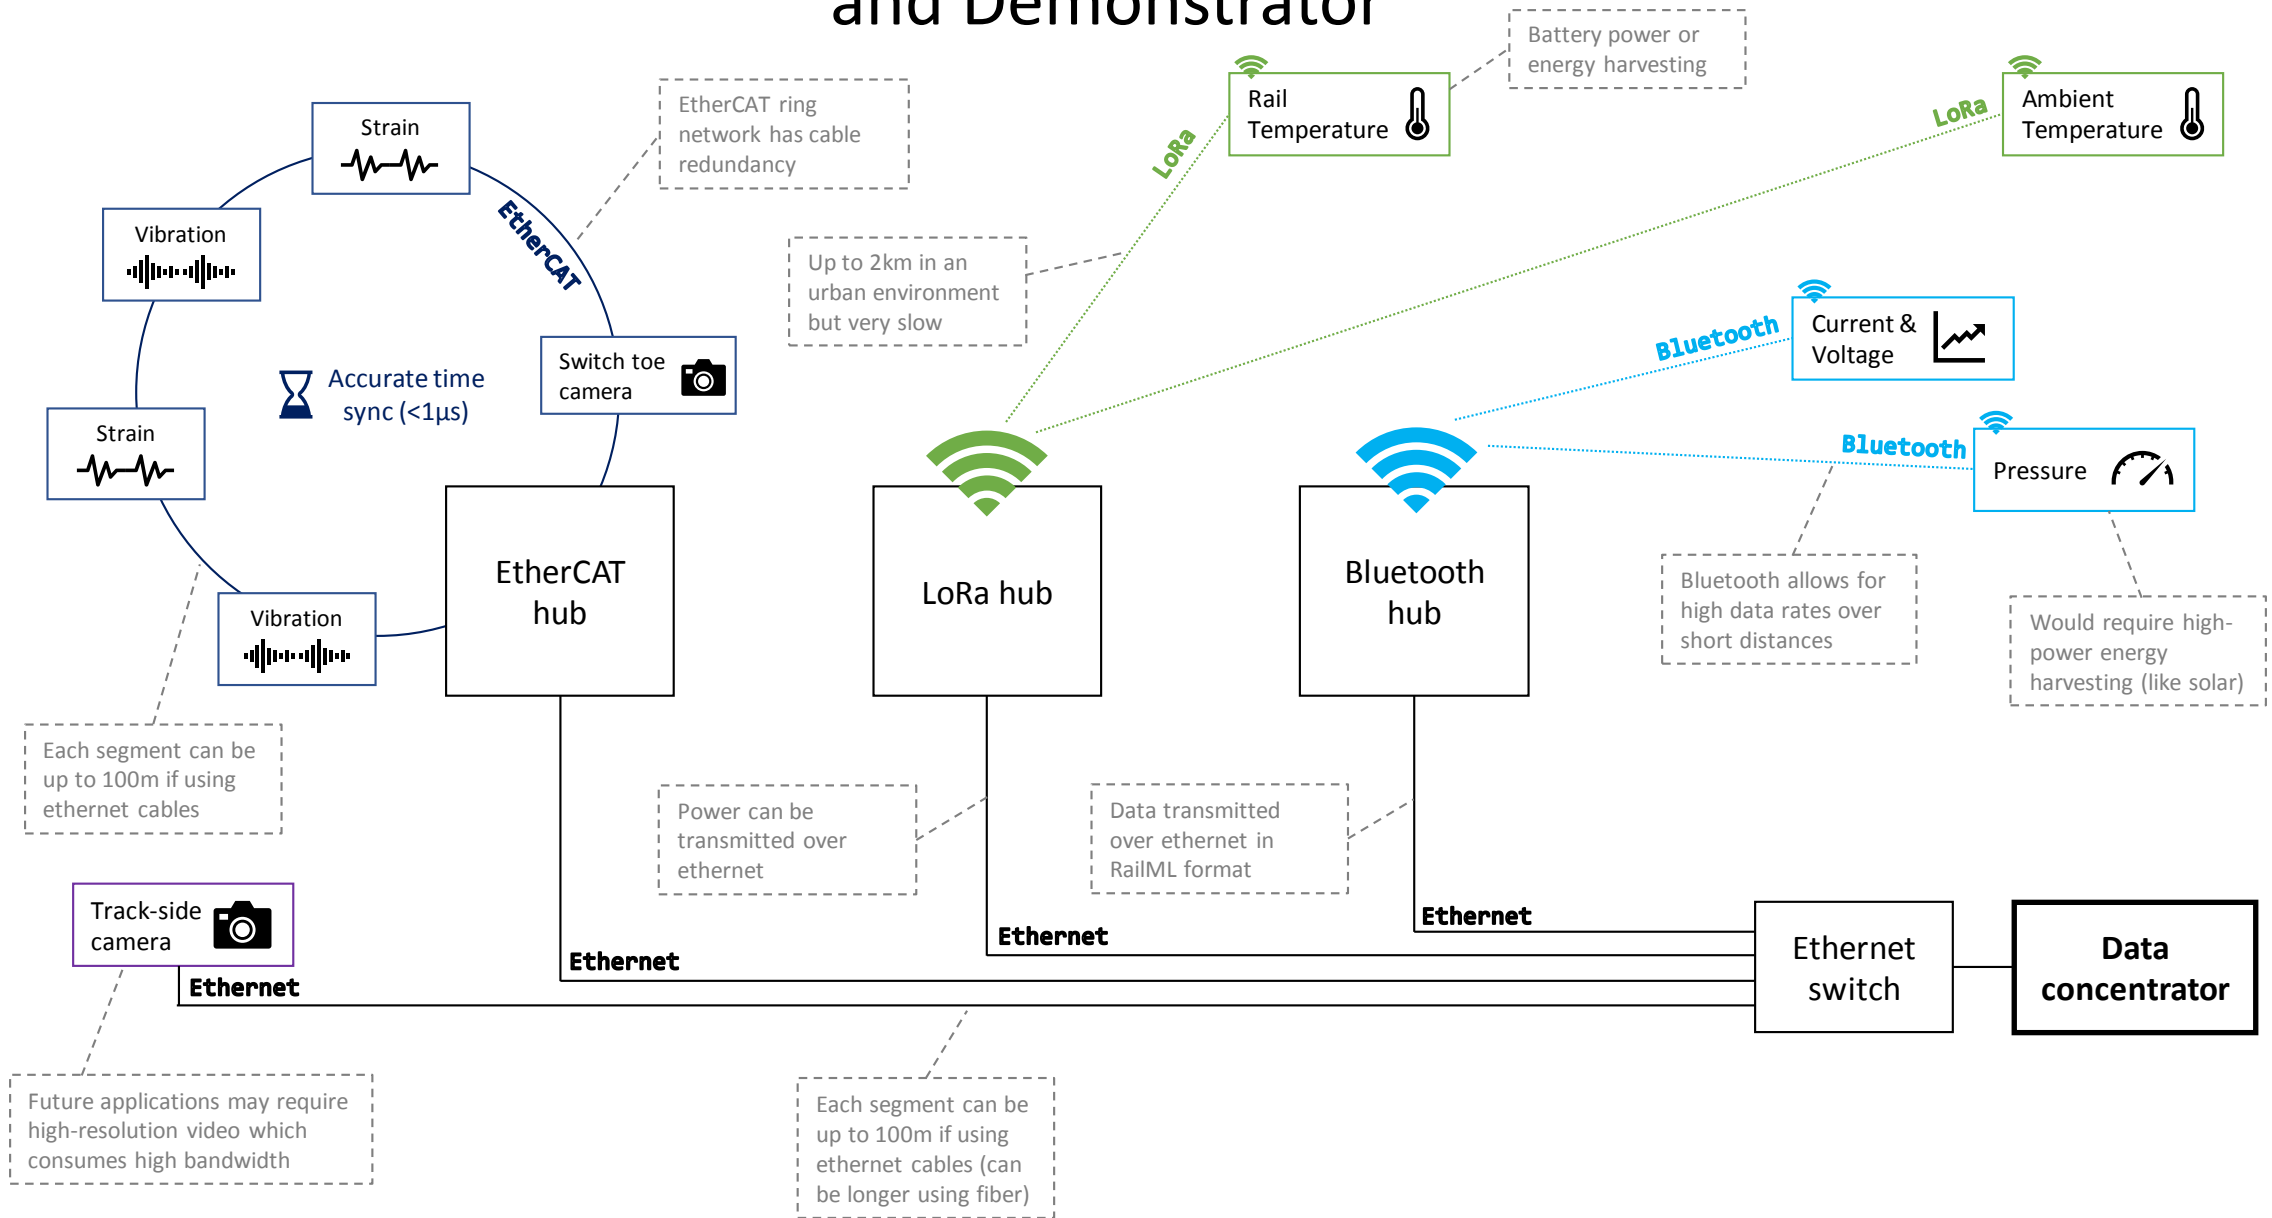 and Demonstrator
Battery power or
energy harvesting
EtherCAT ring
network has cable
redundancy
Strain
Rail
Temperature
Ambient
Temperature
LoRa
LoRa
EtherCAT
Vibration
Up to 2km in an
urban environment
but very slow
Current &
Voltage
Bluetooth
Switch toe
camera
Accurate time
sync (<1µs)
Strain
Bluetooth
Pressure
EtherCAT
hub
LoRa hub
Bluetooth
hub
Bluetooth allows for
high data rates over
short distances
Would require high-
power energy
harvesting (like solar)
Vibration
Each segment can be
up to 100m if using
ethernet cables
Power can be
transmitted over
ethernet
Data transmitted
over ethernet in
RailML format
Track-side
camera
Ethernet
Ethernet
Ethernet
Ethernet
Ethernet
switch
Data
concentrator
Future applications may require
high-resolution video which
consumes high bandwidth
Each segment can be
up to 100m if using
ethernet cables (can
be longer using fiber)